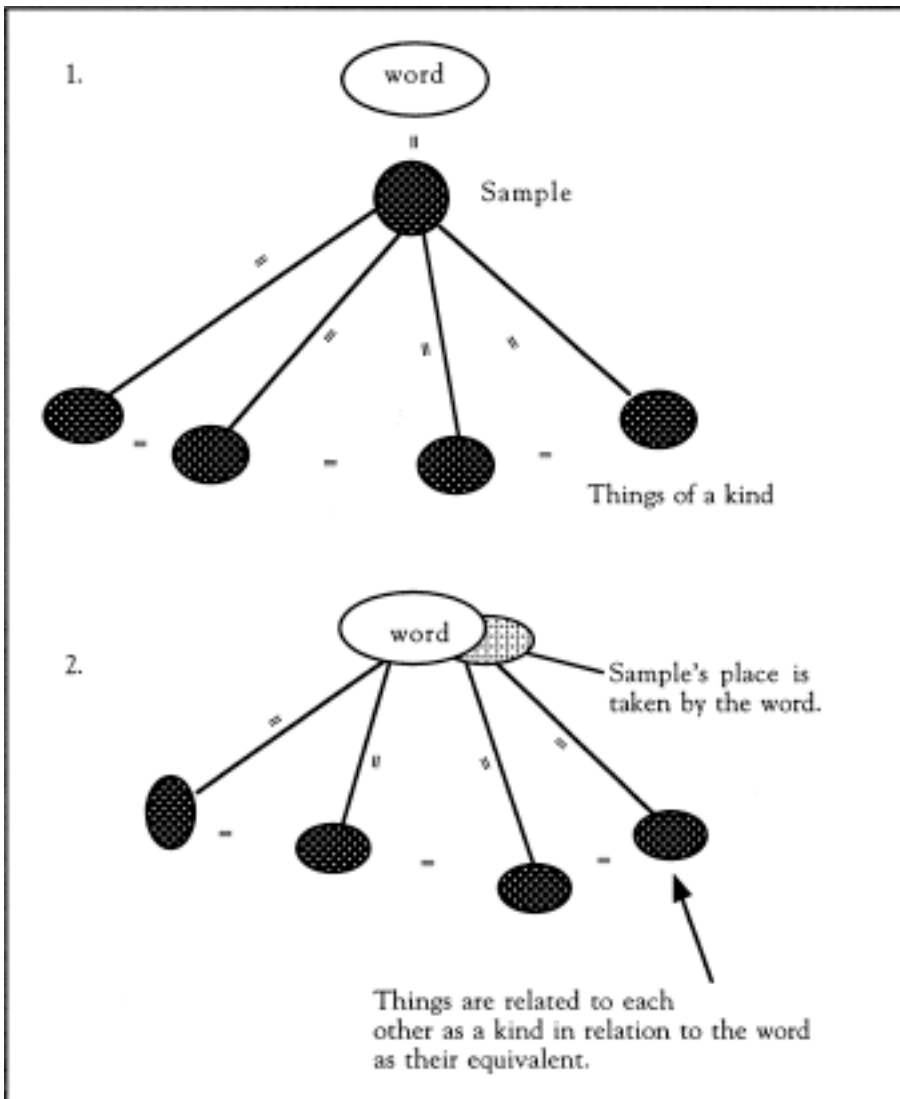 1.
word
=
Sample
=
=
=
=
=
=
=
Things of a kind
2.
word
Sample's place is
taken by the word.
=
=
=
=
=
=
=
Things are related to each
other as a kind in relation to the word
as their equivalent.